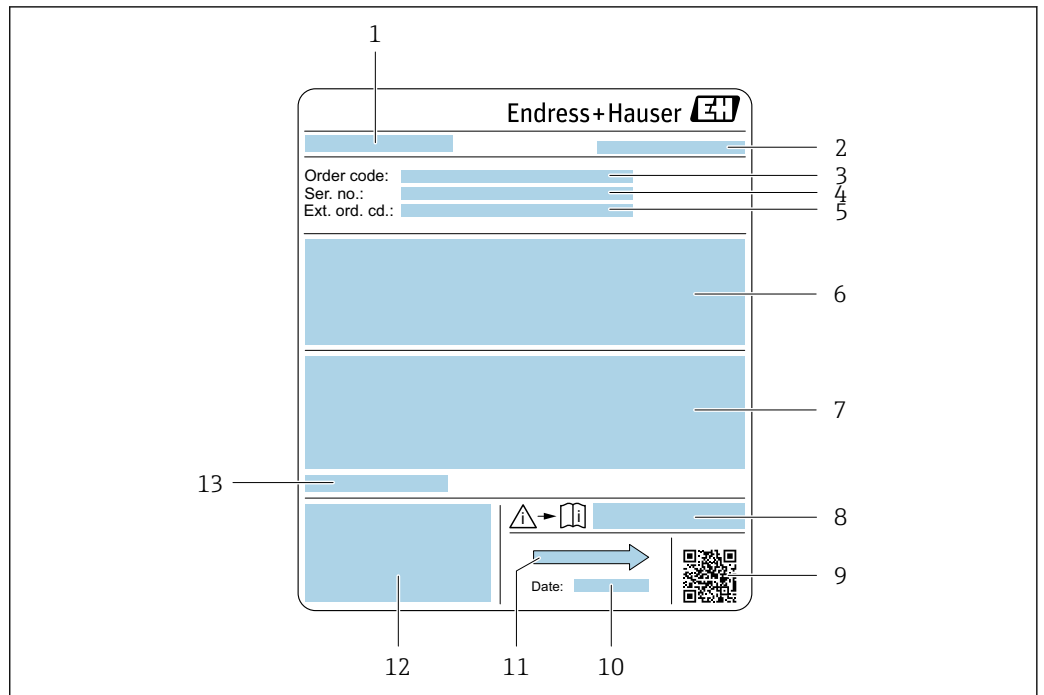 1
Endress+Hauser EH
2
Order code: 3
Ser. no.: 4
Ext. ord. cd.: 5
6
7
13
i i 8
9
Date:
12 11 10